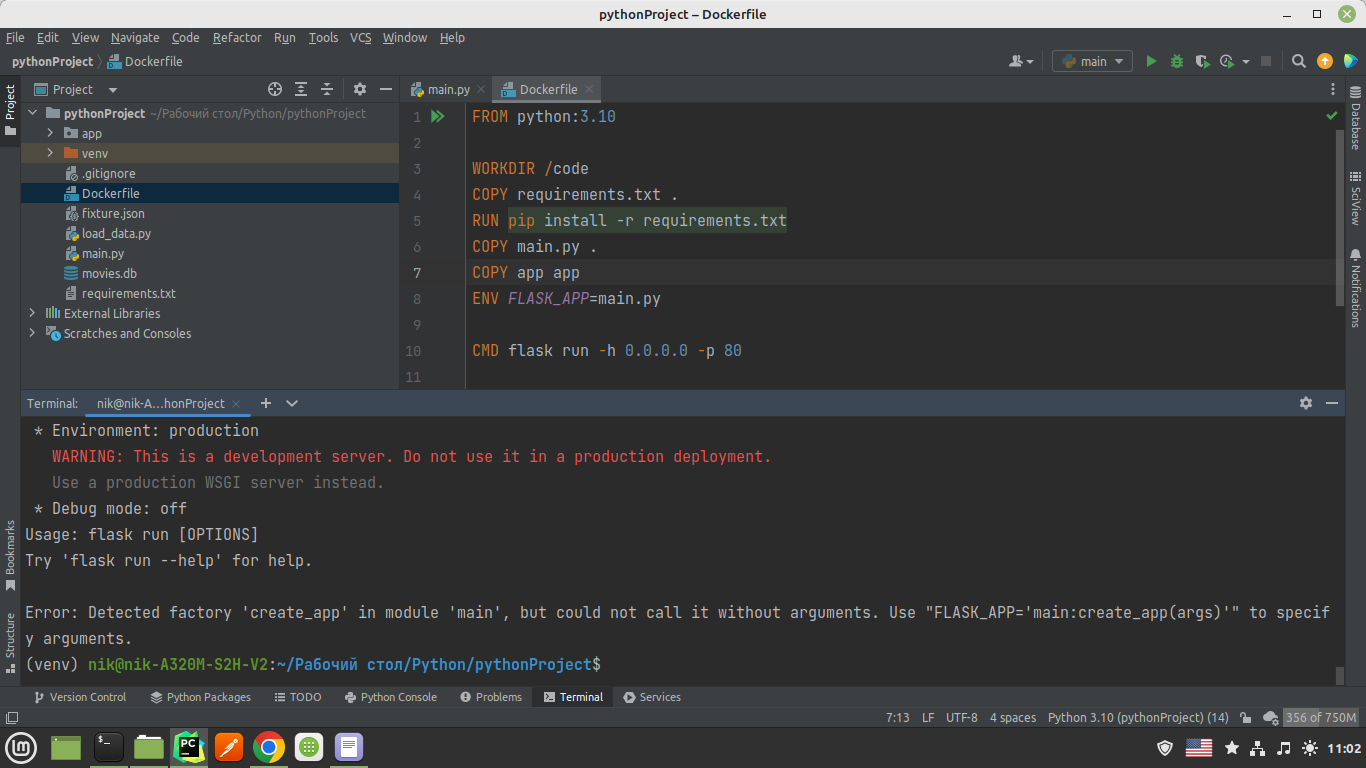 pythonProject – Dockerfile
File Edit View Navigate Code Refactor Run Tools VCS Window Help
pythonProject Dockerfile
main
Project
Project
main.py
Dockerfile
pythonProject ~/Рабочий стол/Python/pythonProject
app
venv
.gitignore
Dockerfile
fixture.json
load_data.py
main.py
movies.db
requirements.txt
External Libraries
Scratches and Consoles
1 FROM python:3.10
2
3 WORKDIR /code
4 COPY requirements.txt .
5 RUN pip install -r requirements.txt
6 COPY main.py .
7 COPY app app
8 ENV FLASK_APP=main.py
9
10 CMD flask run -h 0.0.0.0 -p 80
11
Database
SciView
Notifications
Terminal: nik@nik-A...honProject
* Environment: production
WARNING: This is a development server. Do not use it in a production deployment.
Use a production WSGI server instead.
* Debug mode: off
Usage: flask run [OPTIONS]
Try 'flask run --help' for help.
Error: Detected factory 'create_app' in module 'main', but could not call it without arguments. Use "FLASK_APP='main:create_app(args)'" to specif
y arguments.
(venv) nik@nik-A320M-S2H-V2:~/Рабочий стол/Python/pythonProject$
Bookmarks
Structure
Version Control Python Packages TODO Python Console Problems Terminal Services
7:13 LF UTF-8 4 spaces Python 3.10 (pythonProject) (14) 356 of 750M
PC
11:02